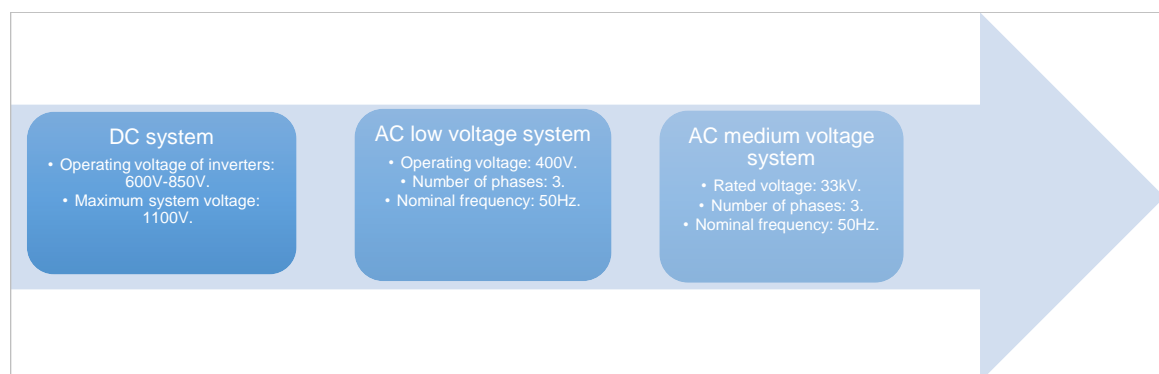 DC system
• Operating voltage of inverters:
600V-850V.
• Maximum system voltage:
1100V.
AC low voltage system
• Operating voltage: 400V.
• Number of phases: 3.
• Nominal frequency: 50Hz.
AC medium voltage
system
• Rated voltage: 33kV.
• Number of phases: 3.
• Nominal frequency: 50Hz.